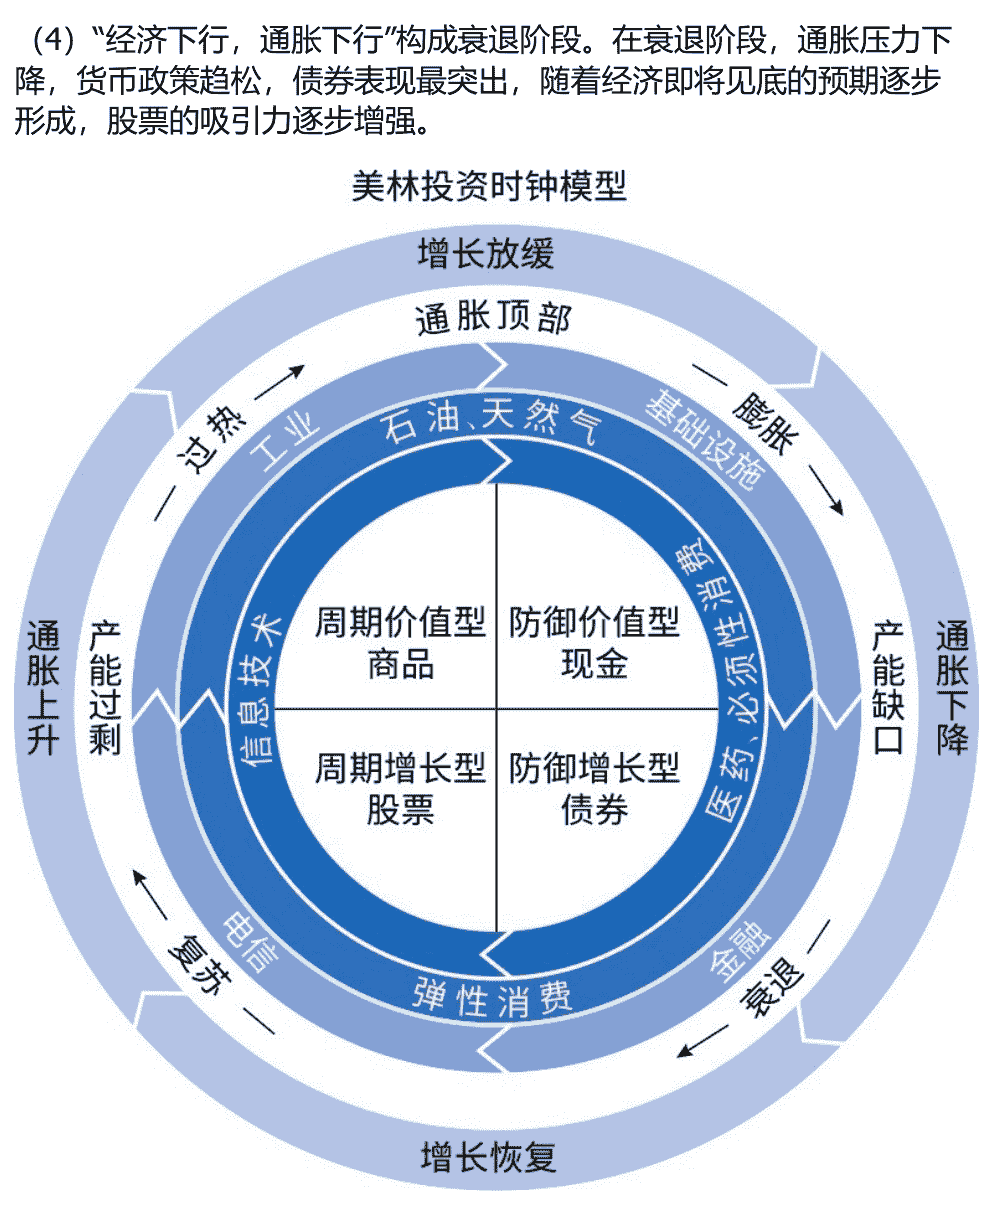 （4）“经济下行，通胀下行”构成衰退阶段。在衰退阶段，通胀压力下
降，货币政策趋松，债券表现最突出，随着经济即将见底的预期逐步
形成，股票的吸引力逐步增强。
美林投资时钟模型
增长放缓
通胀顶部
过热
膨胀
工业
石油、天然气
基础设施
通胀上升
产能过剩
信息技术
周期价值型
商品
防御价值型
现金
周期增长型
股票
防御增长型
债券
医药、必须性消费
产能缺口
通胀下降
电信
弹性消费
金融
复苏
衰退
增长恢复